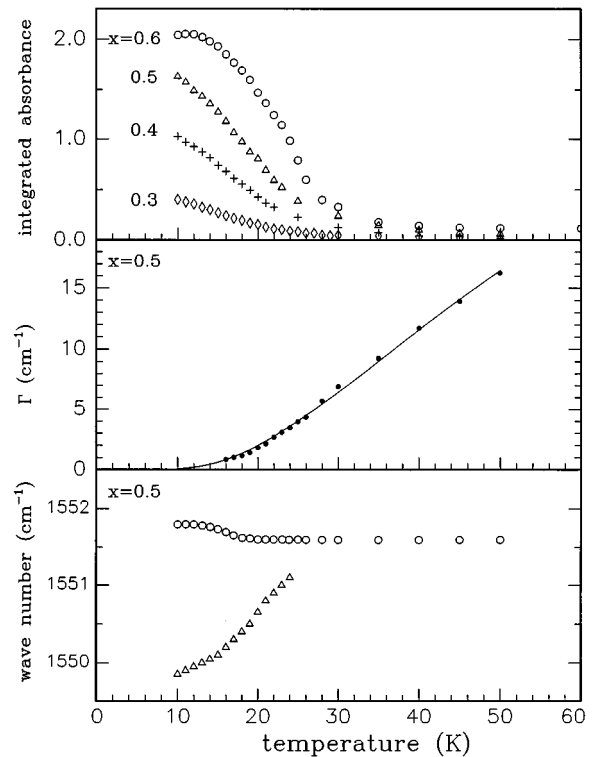 integrated absorbance
2.0
1.0
0.0
x=0.6
0.5
0.4
0.3
Γ (cm⁻¹)
15
10
5
0
x=0.5
wave number (cm⁻¹)
1552
1551
1550
x=0.5
0 10 20 30 40 50 60
temperature (K)